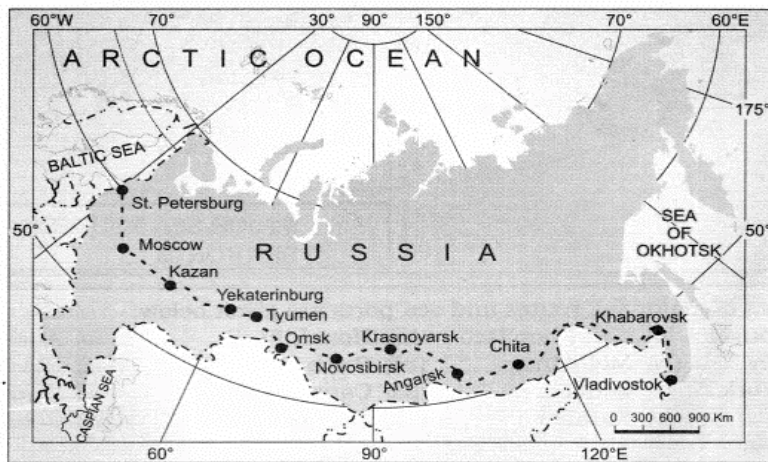 60°W 70° 30° 90° 150° 70° 60°E
ARCTIC OCEAN
175°
BALTIC SEA
St. Petersburg
50°
Moscow
RUSSIA
SEA
OF
OKHOTSK
50°
Kazan
Yekaterinburg
Tyumen
Omsk
Krasnoyarsk
Novosibirsk
Angarsk
Chita
Khabarovsk
Vladivostok
CASPIAN SEA
0 300 600 900 Km
60° 90° 120°E